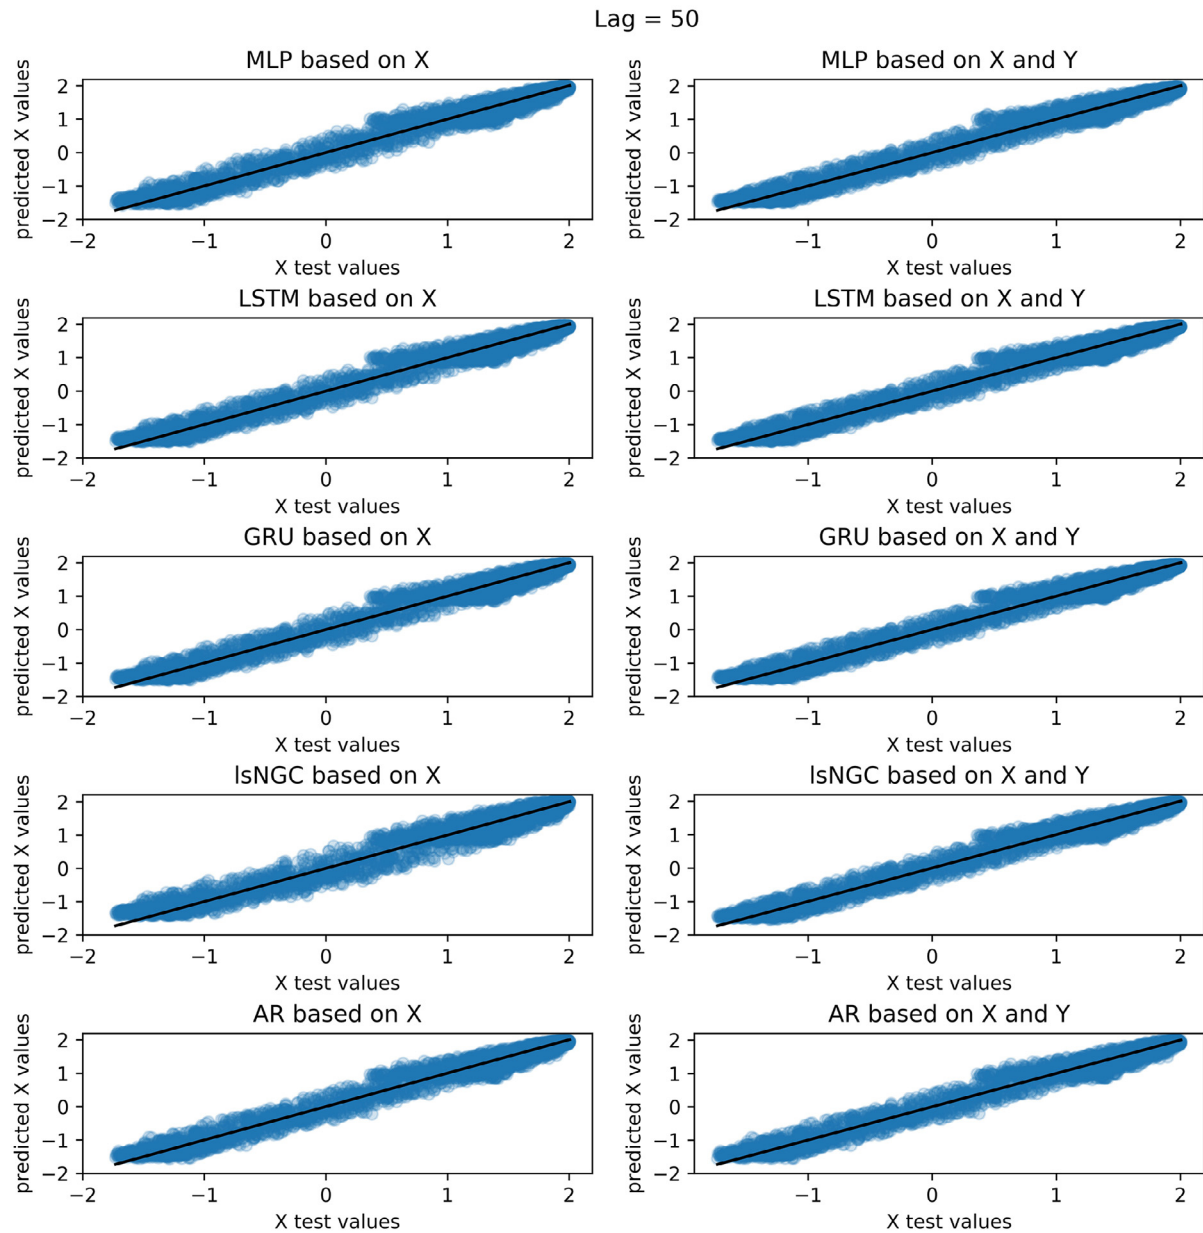 Lag = 50
MLP based on X
predicted X values
2
1
0
−1
−2
−2 −1 0 1 2
X test values
MLP based on X and Y
predicted X values
2
1
0
−1
−2
−1 0 1 2
X test values
LSTM based on X
predicted X values
2
1
0
−1
−2
−2 −1 0 1 2
X test values
LSTM based on X and Y
predicted X values
2
1
0
−1
−2
−1 0 1 2
X test values
GRU based on X
predicted X values
2
1
0
−1
−2
−2 −1 0 1 2
X test values
GRU based on X and Y
predicted X values
2
1
0
−1
−2
−1 0 1 2
X test values
lsNGC based on X
predicted X values
2
1
0
−1
−2
−2 −1 0 1 2
X test values
lsNGC based on X and Y
predicted X values
2
1
0
−1
−2
−1 0 1 2
X test values
AR based on X
predicted X values
2
1
0
−1
−2
−2 −1 0 1 2
X test values
AR based on X and Y
predicted X values
2
1
0
−1
−2
−1 0 1 2
X test values